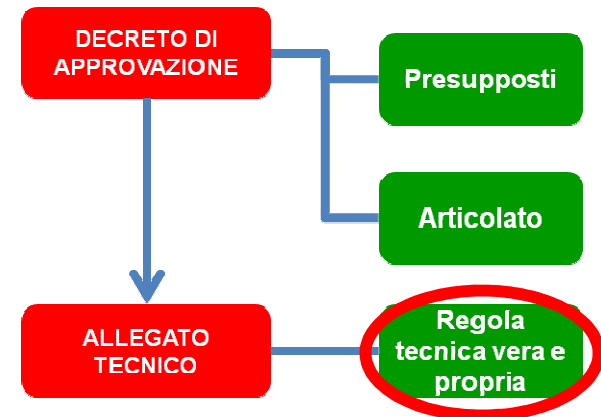 DECRETO DI
APPROVAZIONE
Presupposti
Articolato
ALLEGATO
TECNICO
Regola
tecnica vera e
propria